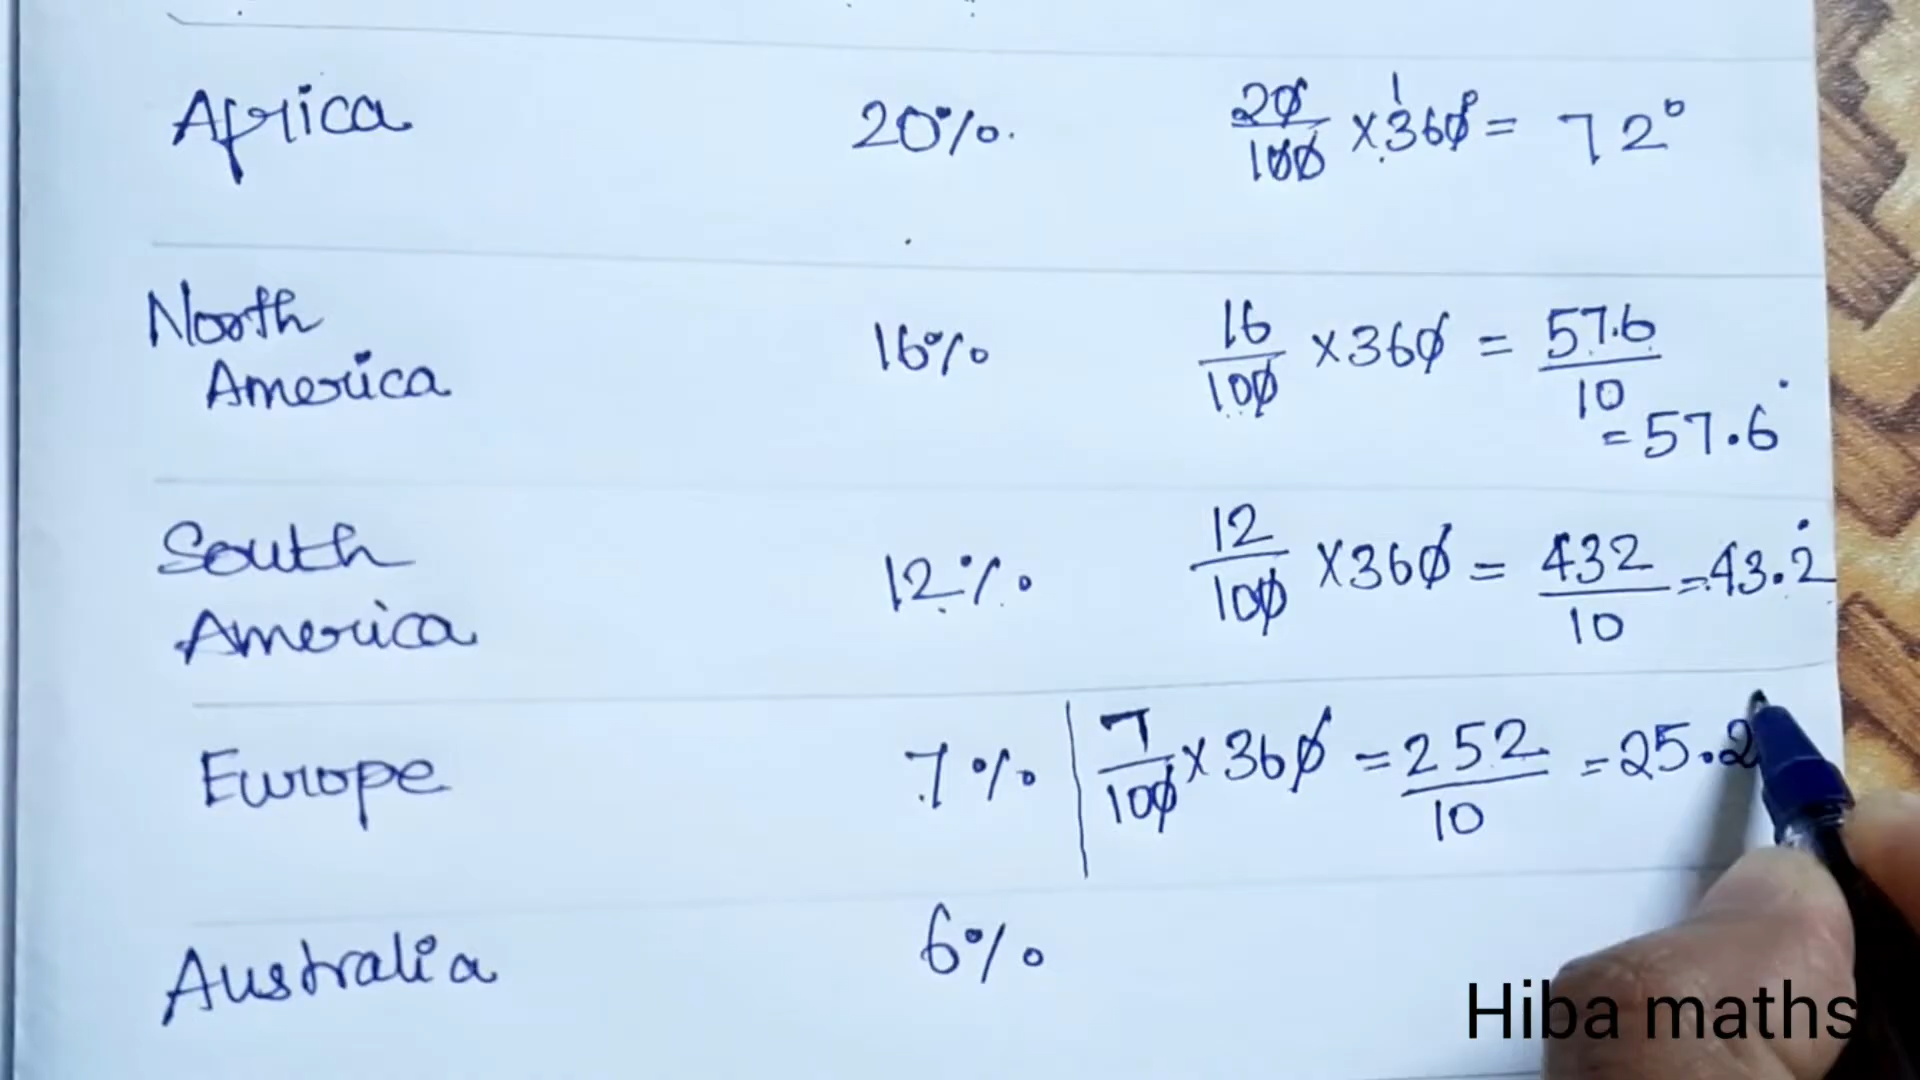 Africa 20%. 20/100 x 360° = 72°
1
North America 16% 16/100 x 360 = 57.6/10
= 57.6°
South America 12% 12/100 x 360 = 432/10 = 43.2°
Europe 7% 7/100 x 360 = 252/10 = 25.2
Australia 6%
Hiba maths